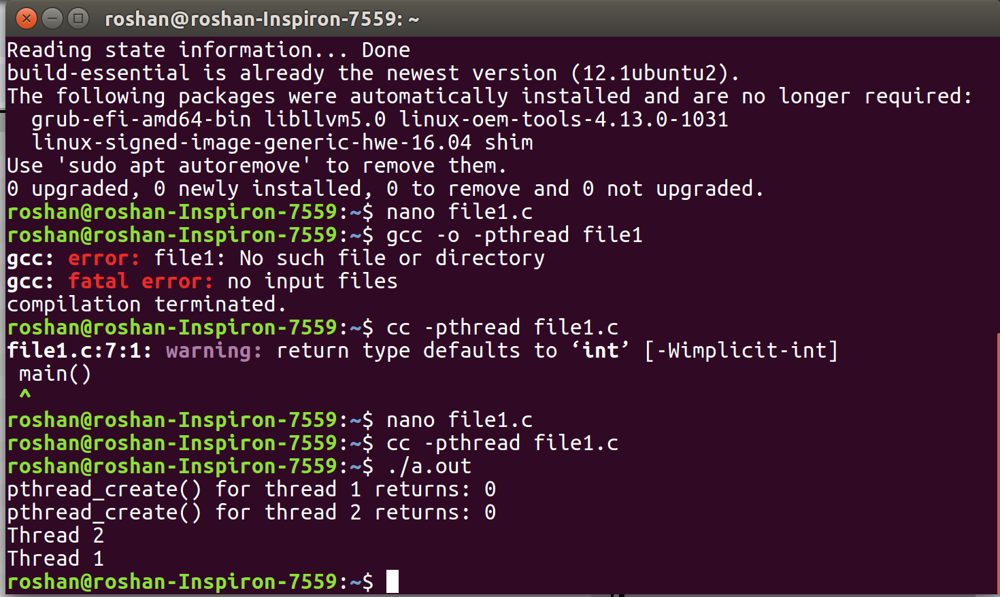 roshan@roshan-Inspiron-7559: ~
Reading state information... Done
build-essential is already the newest version (12.1ubuntu2).
The following packages were automatically installed and are no longer required:
  grub-efi-amd64-bin libllvm5.0 linux-oem-tools-4.13.0-1031
  linux-signed-image-generic-hwe-16.04 shim
Use 'sudo apt autoremove' to remove them.
0 upgraded, 0 newly installed, 0 to remove and 0 not upgraded.
roshan@roshan-Inspiron-7559:~$ nano file1.c
roshan@roshan-Inspiron-7559:~$ gcc -o -pthread file1
gcc: error: file1: No such file or directory
gcc: fatal error: no input files
compilation terminated.
roshan@roshan-Inspiron-7559:~$ cc -pthread file1.c
file1.c:7:1: warning: return type defaults to ‘int’ [-Wimplicit-int]
 main()
 ^
roshan@roshan-Inspiron-7559:~$ nano file1.c
roshan@roshan-Inspiron-7559:~$ cc -pthread file1.c
roshan@roshan-Inspiron-7559:~$ ./a.out
pthread_create() for thread 1 returns: 0
pthread_create() for thread 2 returns: 0
Thread 2
Thread 1
roshan@roshan-Inspiron-7559:~$